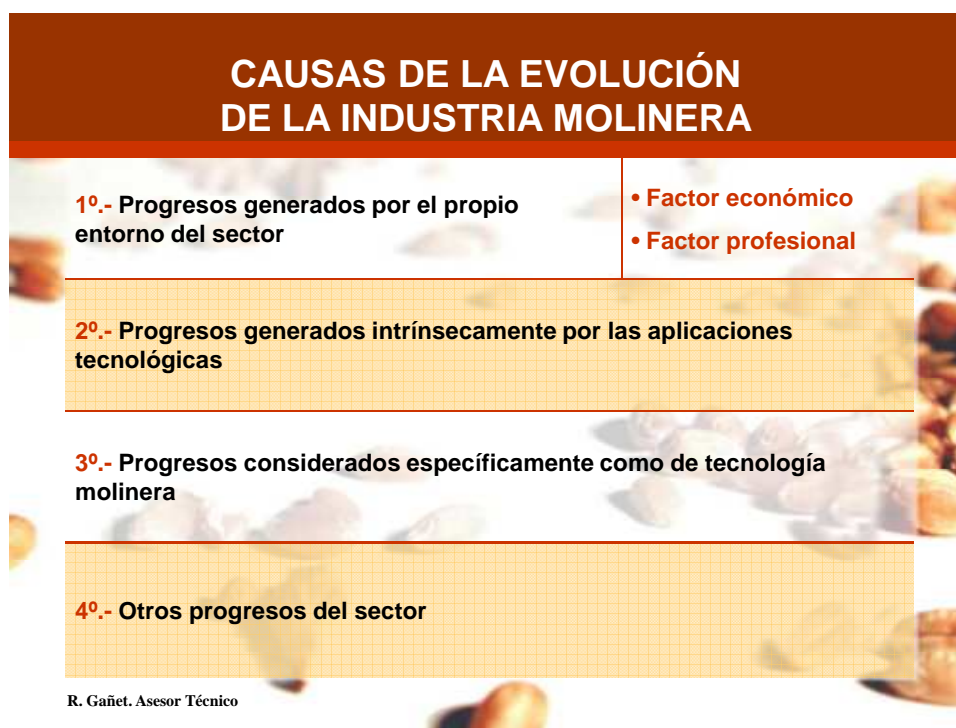 CAUSAS DE LA EVOLUCIÓN
DE LA INDUSTRIA MOLINERA
1º.- Progresos generados por el propio
entorno del sector
• Factor económico
• Factor profesional
2º.- Progresos generados intrínsecamente por las aplicaciones
tecnológicas
3º.- Progresos considerados específicamente como de tecnología
molinera
4º.- Otros progresos del sector
R. Gañet. Asesor Técnico